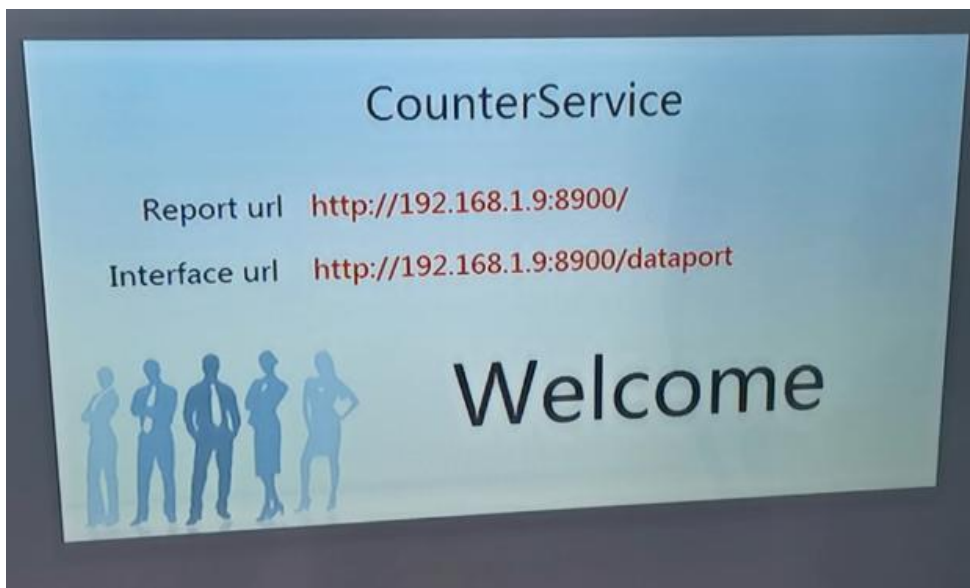 CounterService
Report url http://192.168.1.9:8900/
Interface url http://192.168.1.9:8900/dataport
Welcome